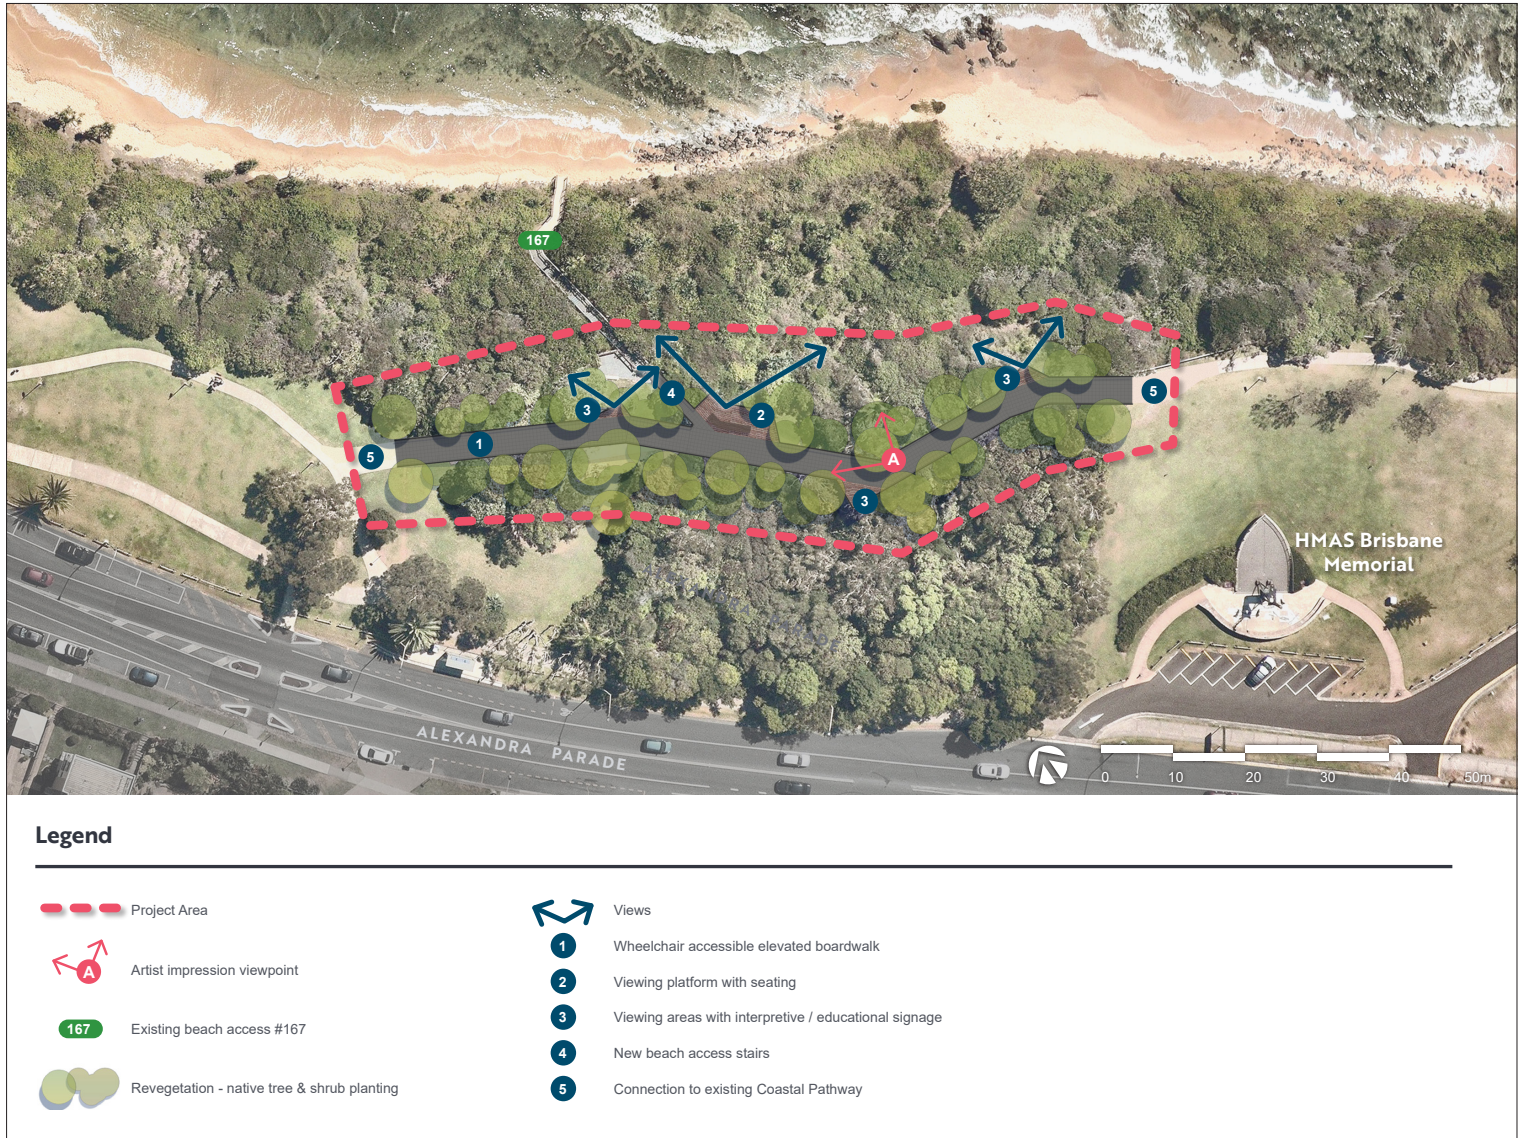 167
3
4
2
3
5
1
5
A
3
HMAS Brisbane
Memorial
ALEXANDRA PARADE
0 10 20 30 40 50m
Legend
Project Area
A Artist impression viewpoint
167 Existing beach access #167
Revegetation - native tree & shrub planting
Views
1 Wheelchair accessible elevated boardwalk
2 Viewing platform with seating
3 Viewing areas with interpretive / educational signage
4 New beach access stairs
5 Connection to existing Coastal Pathway